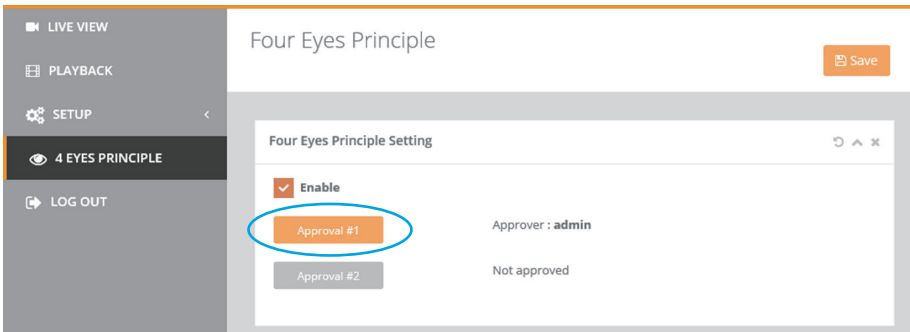 LIVE VIEW
PLAYBACK
SETUP
4 EYES PRINCIPLE
LOG OUT
Four Eyes Principle
Save
Four Eyes Principle Setting
Enable
Approval #1
Approver : admin
Approval #2
Not approved